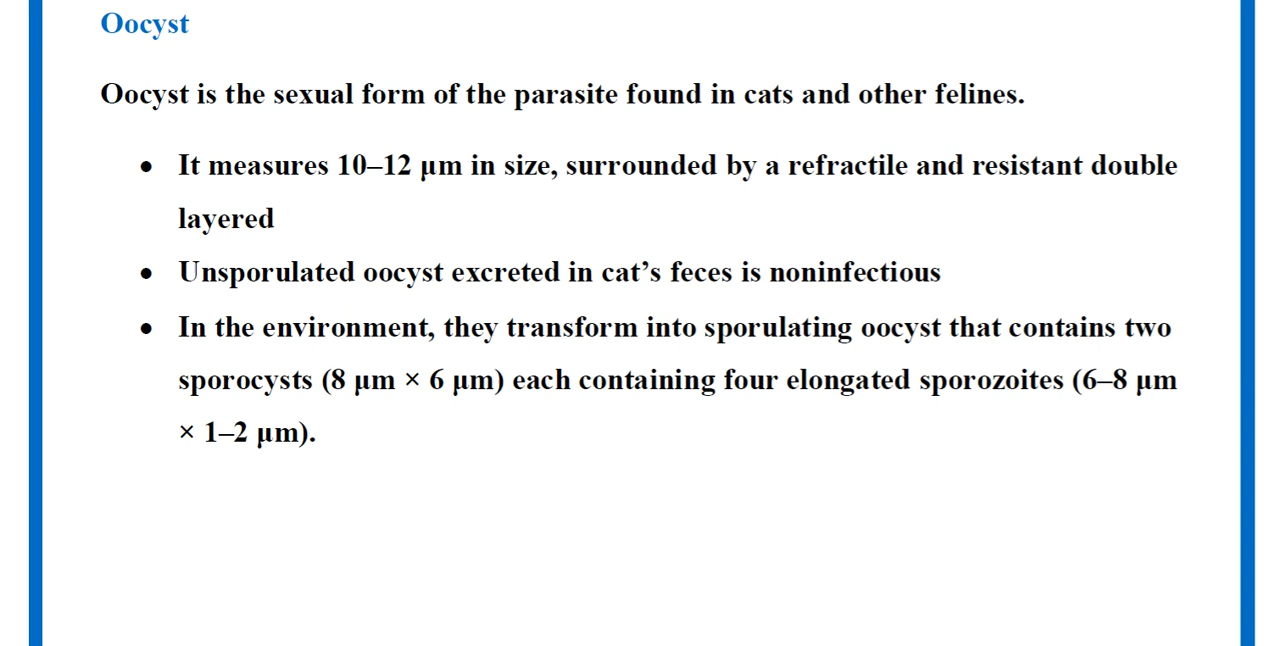 Oocyst
Oocyst is the sexual form of the parasite found in cats and other felines.
• It measures 10–12 μm in size, surrounded by a refractile and resistant double
layered
• Unsporulated oocyst excreted in cat’s feces is noninfectious
• In the environment, they transform into sporulating oocyst that contains two
sporocysts (8 μm × 6 μm) each containing four elongated sporozoites (6–8 μm
× 1–2 μm).